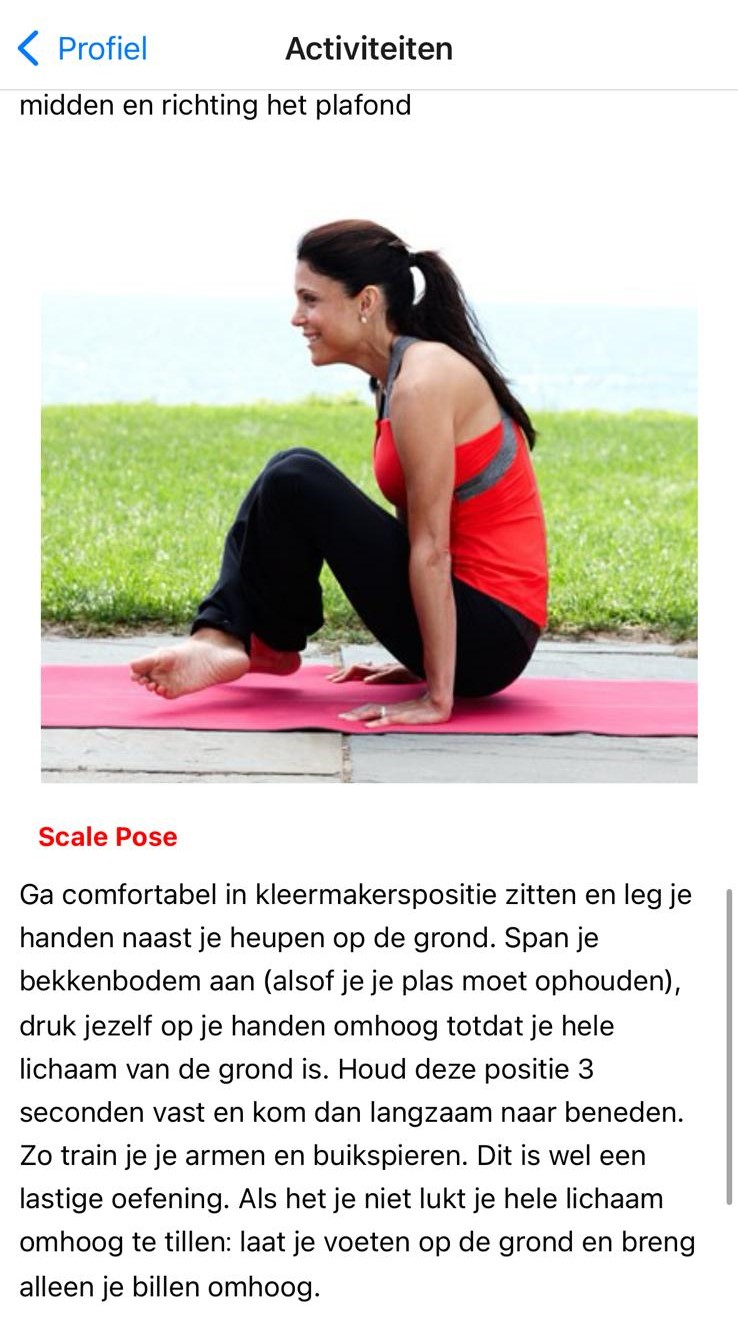 Profiel
Activiteiten
midden en richting het plafond
Scale Pose
Ga comfortabel in kleermakerspositie zitten en leg je
handen naast je heupen op de grond. Span je
bekkenbodem aan (alsof je je plas moet ophouden),
druk jezelf op je handen omhoog totdat je hele
lichaam van de grond is. Houd deze positie 3
seconden vast en kom dan langzaam naar beneden.
Zo train je je armen en buikspieren. Dit is wel een
lastige oefening. Als het je niet lukt je hele lichaam
omhoog te tillen: laat je voeten op de grond en breng
alleen je billen omhoog.